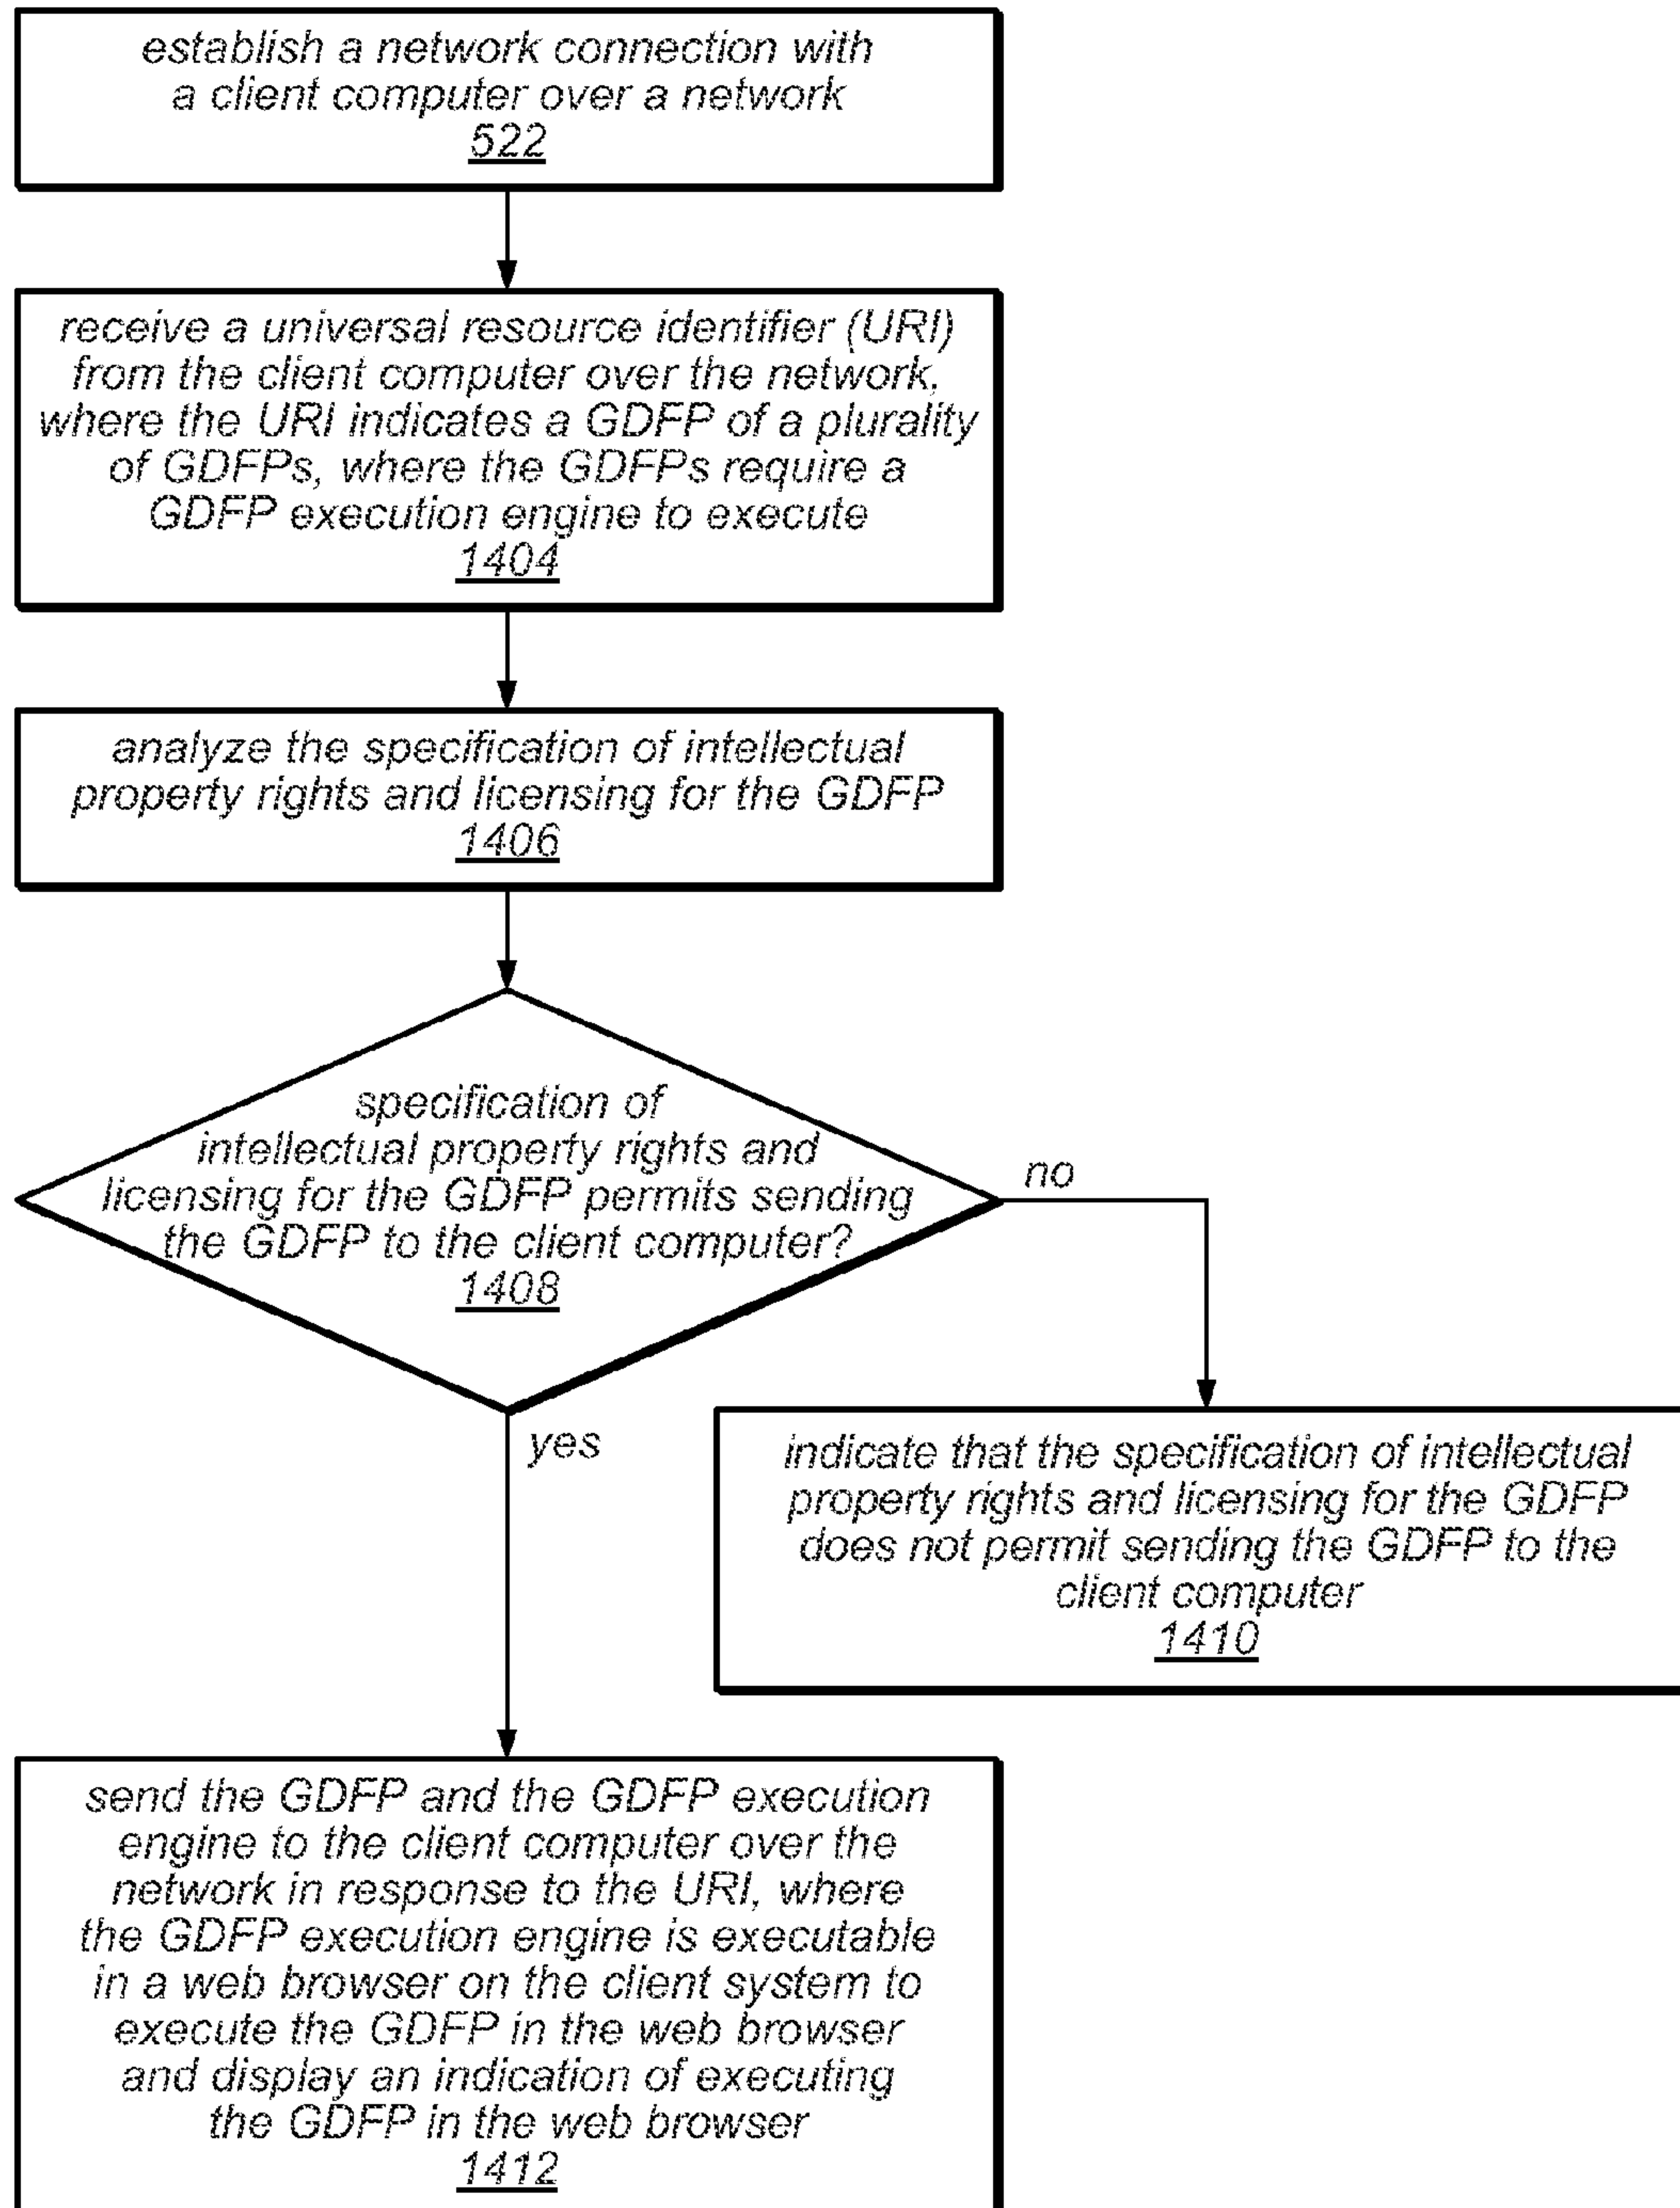 establish a network connection with
a client computer over a network
522
receive a universal resource identifier (URI)
from the client computer over the network,
where the URI indicates a GDFP of a plurality
of GDFPs, where the GDFPs require a
GDFP execution engine to execute
1404
analyze the specification of intellectual
property rights and licensing for the GDFP
1406
specification of
intellectual property rights and
licensing for the GDFP permits sending
the GDFP to the client computer?
1408
no
yes
indicate that the specification of intellectual
property rights and licensing for the GDFP
does not permit sending the GDFP to the
client computer
1410
send the GDFP and the GDFP execution
engine to the client computer over the
network in response to the URI, where
the GDFP execution engine is executable
in a web browser on the client system to
execute the GDFP in the web browser
and display an indication of executing
the GDFP in the web browser
1412